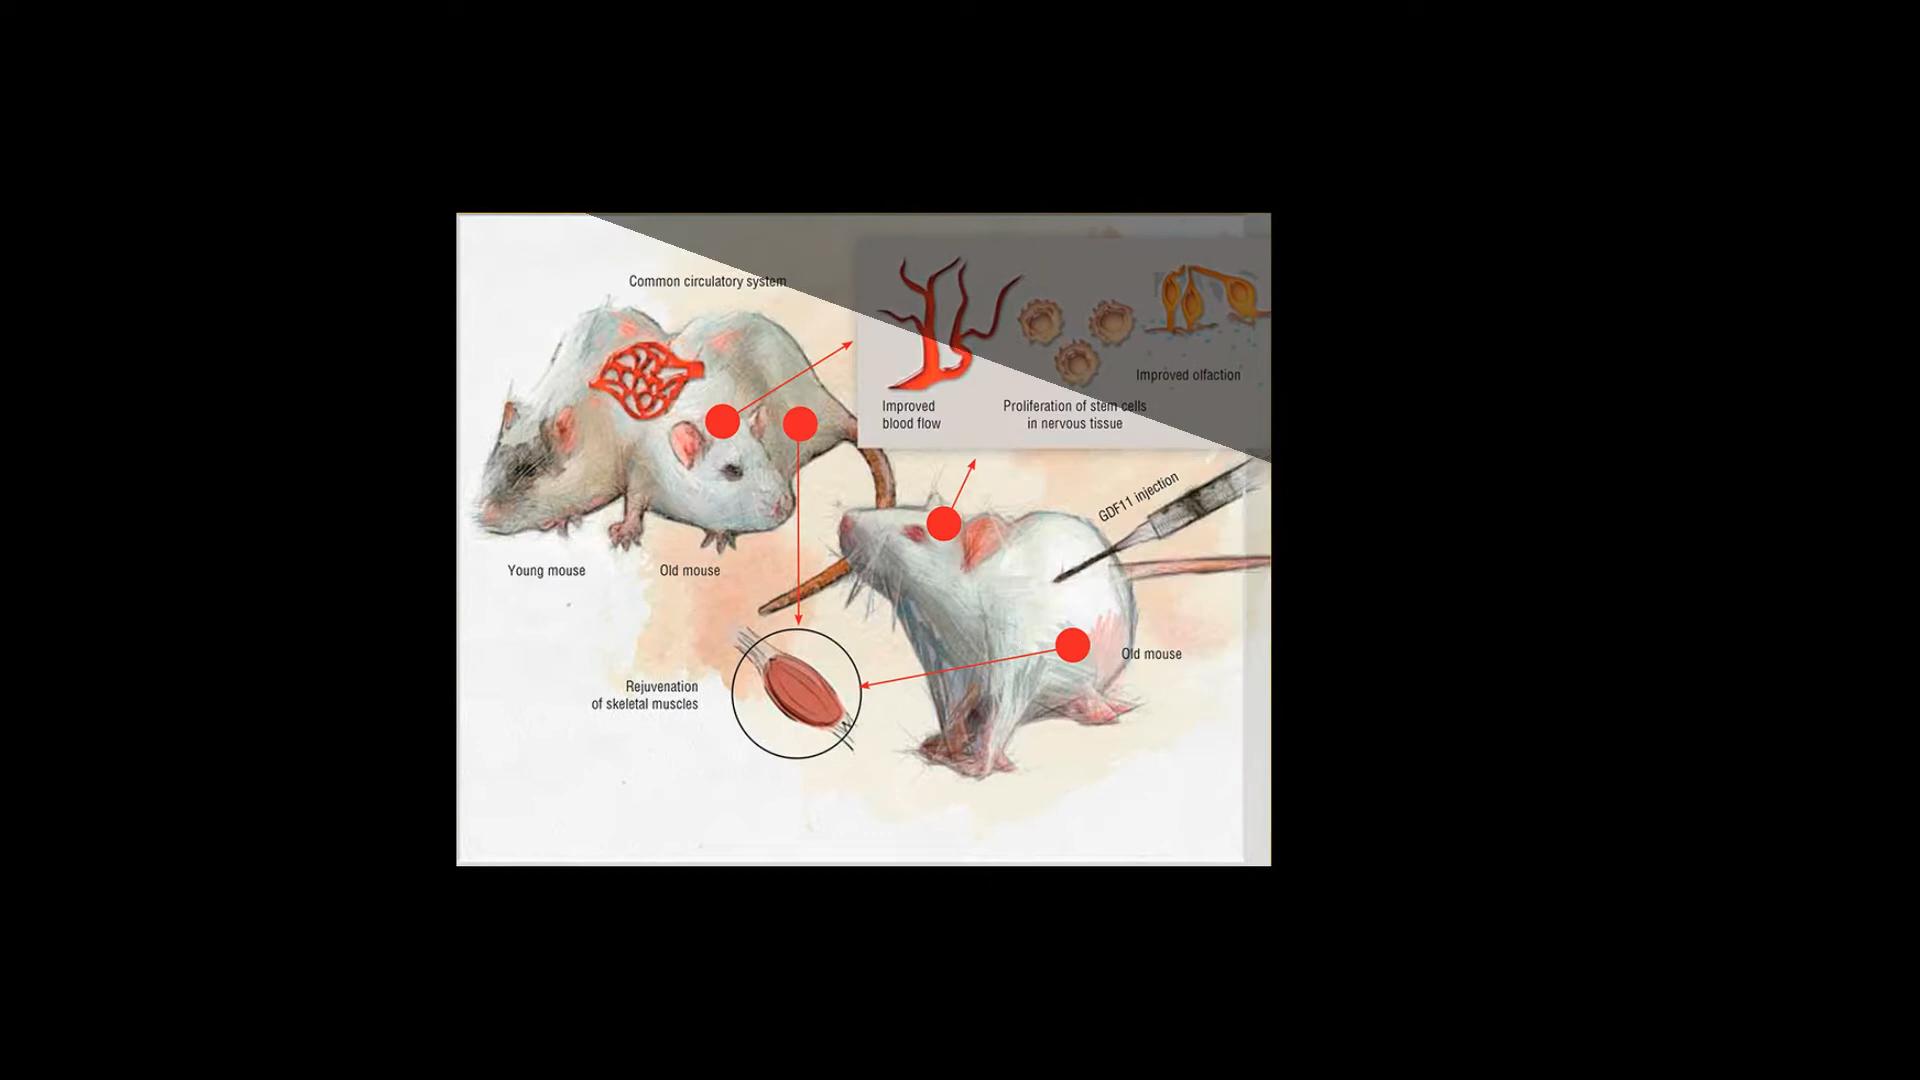 Common circulatory system
Improved olfaction
Improved
blood flow
Proliferation of stem cells
in nervous tissue
GDF11 injection
Young mouse
Old mouse
Old mouse
Rejuvenation
of skeletal muscles